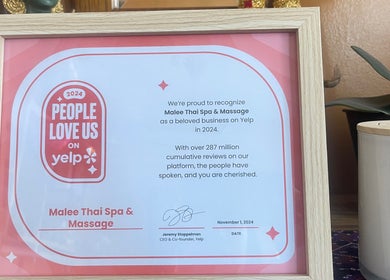 2024
PEOPLE
LOVE US
ON
yelp
We're proud to recognize
Malee Thai Spa & Massage
as a beloved business on Yelp
in 2024.
With over 287 million
cumulative reviews on our
platform, the people have
spoken, and you are cherished.
Malee Thai Spa &
Massage
Jeremy Stoppelman
CEO & Co-founder, Yelp
November 1, 2024
DATE